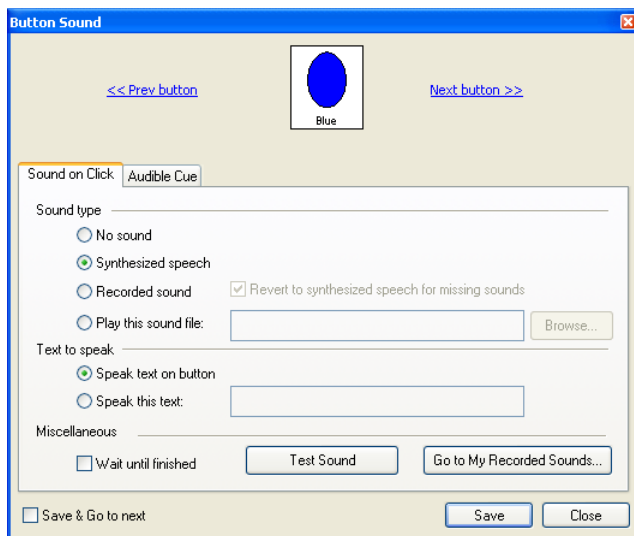 Button Sound
<< Prev button
Next button >>
Blue
Sound on Click
Audible Cue
Sound type
No sound
Synthesized speech
Recorded sound
Revert to synthesized speech for missing sounds
Play this sound file:
Browse...
Text to speak
Speak text on button
Speak this text:
Miscellaneous
Wait until finished
Test Sound
Go to My Recorded Sounds...
Save & Go to next
Save
Close